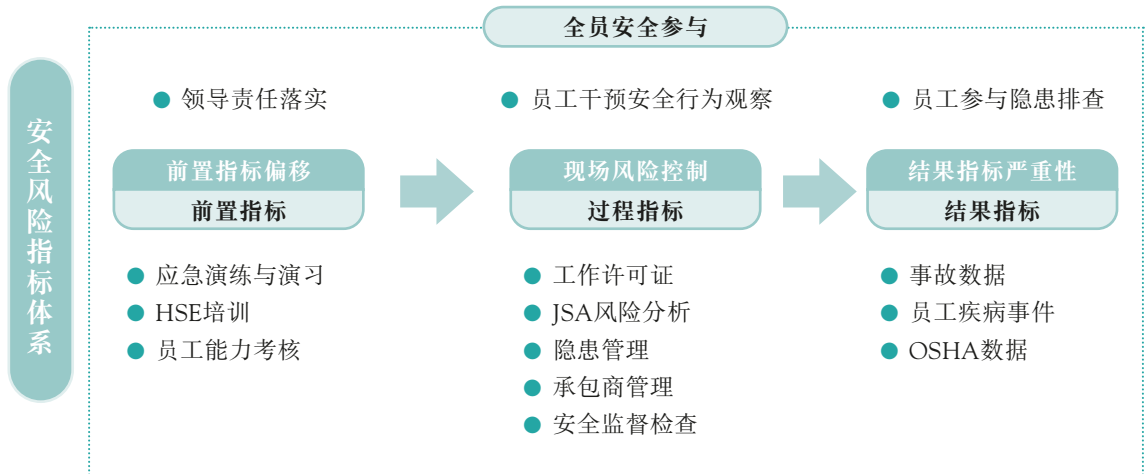 全员安全参与
安全风险指标体系
领导责任落实
员工干预安全行为观察
员工参与隐患排查
前置指标偏移
前置指标
现场风险控制
过程指标
结果指标严重性
结果指标
应急演练与演习
HSE培训
员工能力考核
工作许可证
JSA风险分析
隐患管理
承包商管理
安全监督检查
事故数据
员工疾病事件
OSHA数据